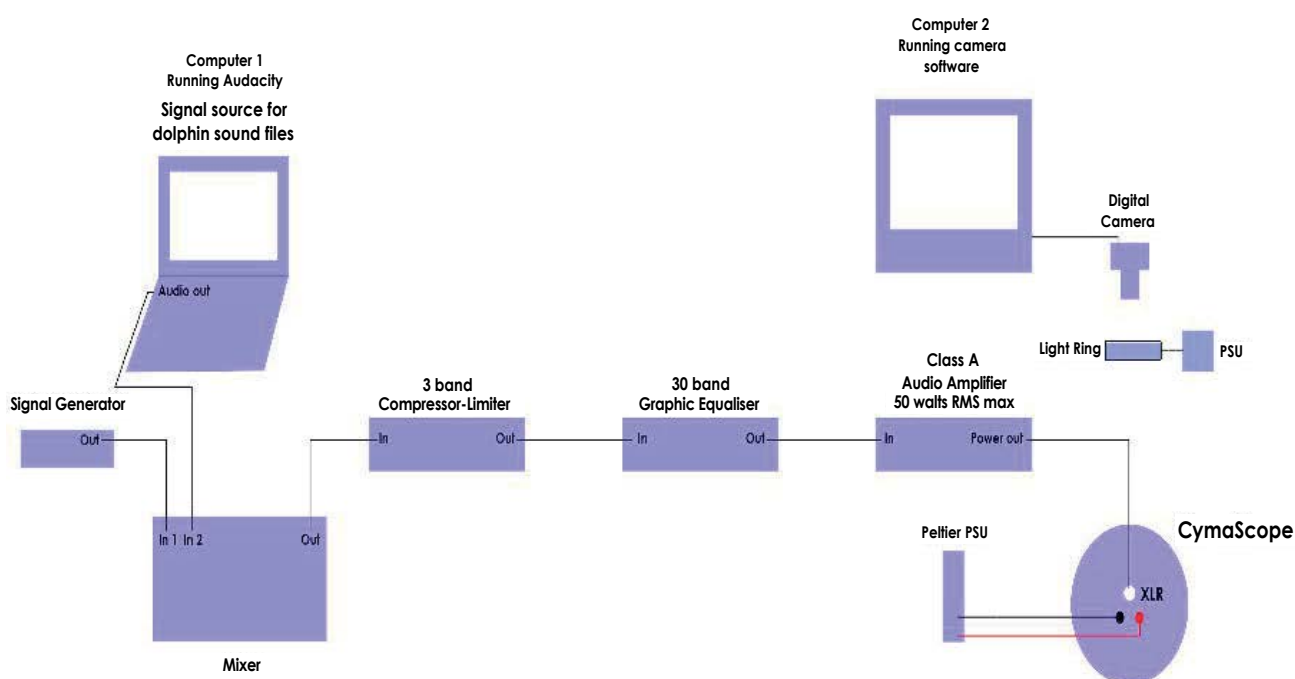 Computer 1
Running Audacity
Signal source for
dolphin sound files
Audio out
Computer 2
Running camera
software
Digital
Camera
Light Ring
PSU
Signal Generator
Out
3 band
Compressor-Limiter
In
Out
30 band
Graphic Equaliser
In
Out
Class A
Audio Amplifier
50 walts RMS max
In
Power out
In 1 In 2
Out
Mixer
Peltier PSU
CymaScope
XLR